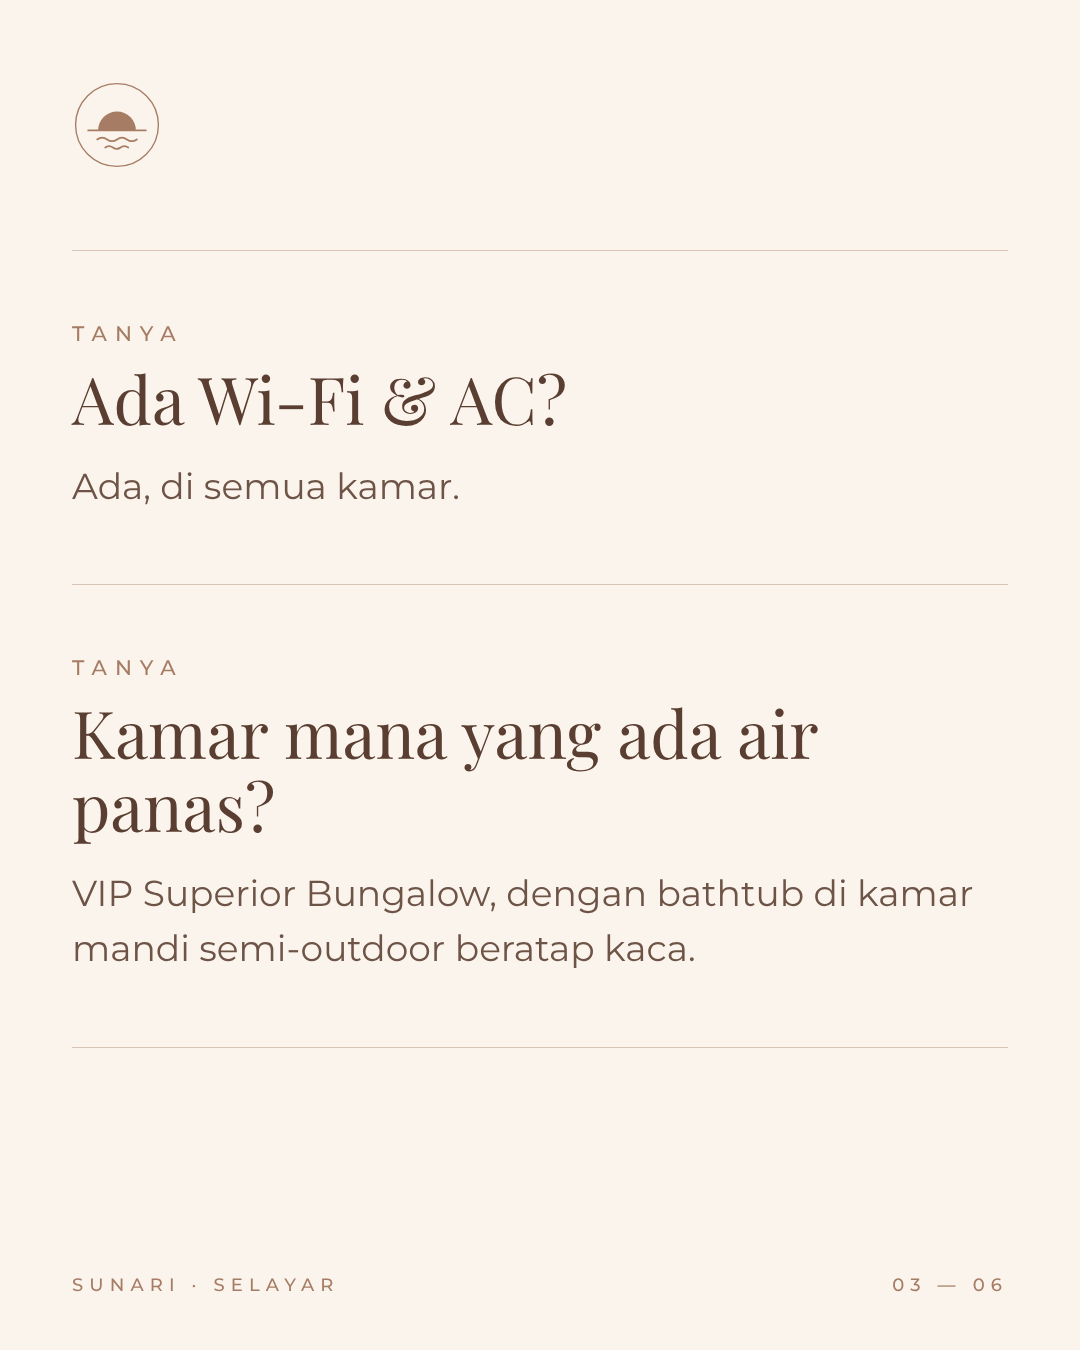 TANYA
Ada Wi-Fi & AC?
Ada, di semua kamar.
TANYA
Kamar mana yang ada air
panas?
VIP Superior Bungalow, dengan bathtub di kamar
mandi semi-outdoor beratap kaca.
SUNARI · SELAYAR
03 — 06